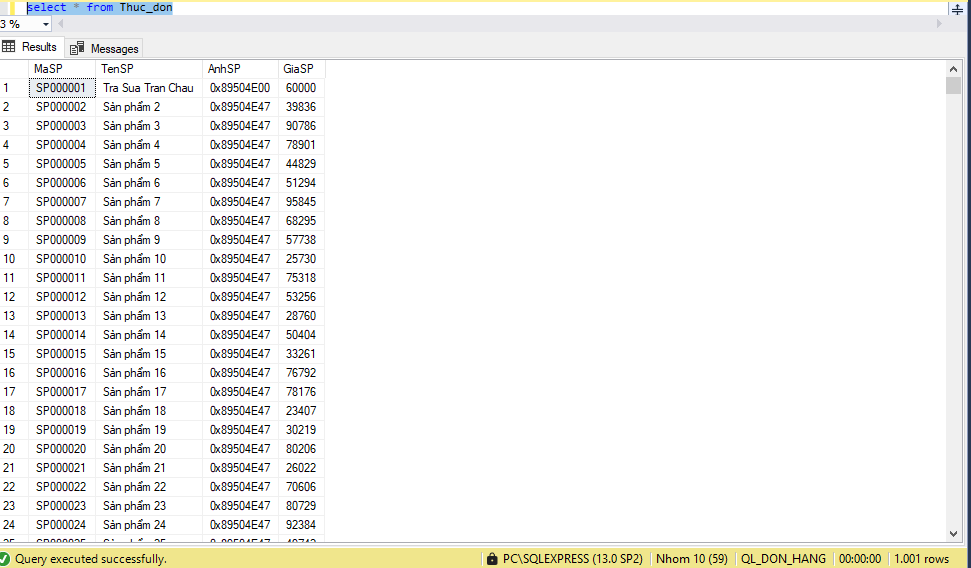 select * from Thuc_don
3 %
Results Messages
MaSP TenSP AnhSP GiaSP
1 SP000001 Tra Sua Tran Chau 0x89504E00 60000
2 SP000002 Sản phẩm 2 0x89504E47 39836
3 SP000003 Sản phẩm 3 0x89504E47 90786
4 SP000004 Sản phẩm 4 0x89504E47 78901
5 SP000005 Sản phẩm 5 0x89504E47 44829
6 SP000006 Sản phẩm 6 0x89504E47 51294
7 SP000007 Sản phẩm 7 0x89504E47 95845
8 SP000008 Sản phẩm 8 0x89504E47 68295
9 SP000009 Sản phẩm 9 0x89504E47 57738
10 SP000010 Sản phẩm 10 0x89504E47 25730
11 SP000011 Sản phẩm 11 0x89504E47 75318
12 SP000012 Sản phẩm 12 0x89504E47 53256
13 SP000013 Sản phẩm 13 0x89504E47 28760
14 SP000014 Sản phẩm 14 0x89504E47 50404
15 SP000015 Sản phẩm 15 0x89504E47 33261
16 SP000016 Sản phẩm 16 0x89504E47 76792
17 SP000017 Sản phẩm 17 0x89504E47 78176
18 SP000018 Sản phẩm 18 0x89504E47 23407
19 SP000019 Sản phẩm 19 0x89504E47 30219
20 SP000020 Sản phẩm 20 0x89504E47 80206
21 SP000021 Sản phẩm 21 0x89504E47 26022
22 SP000022 Sản phẩm 22 0x89504E47 70606
23 SP000023 Sản phẩm 23 0x89504E47 80729
24 SP000024 Sản phẩm 24 0x89504E47 92384
Query executed successfully. PC\SQLEXPRESS (13.0 SP2) Nhom 10 (59) QL_DON_HANG 00:00:00 1.001 rows